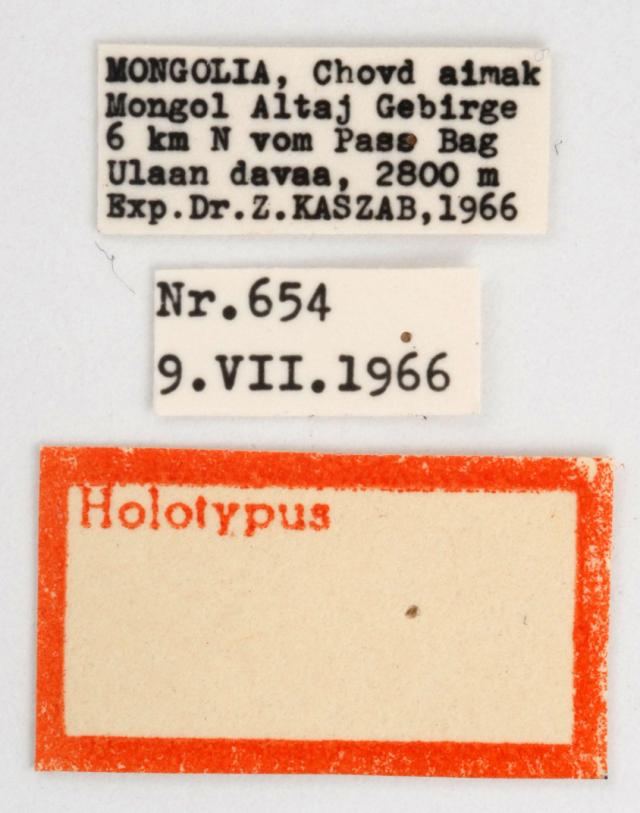 MONGOLIA, Chovd aimak
Mongol Altaj Gebirge
6 km N vom Pass Bag
Ulaan davaa, 2800 m
Exp.Dr.Z.KASZAB,1966
Nr.654
9.VII.1966
Holotypus